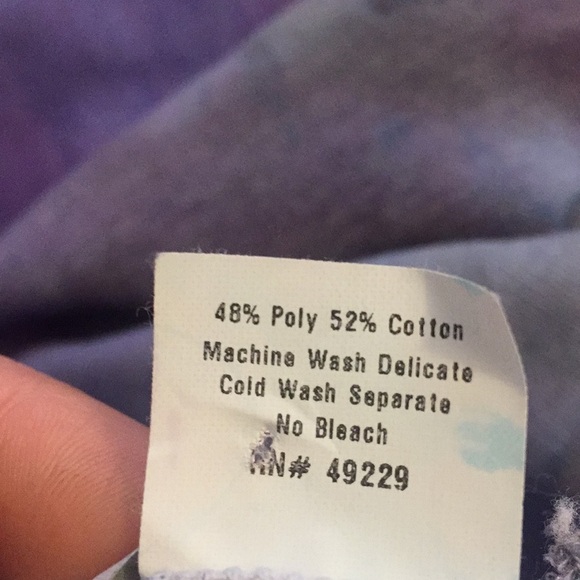 48% Poly 52% Cotton
Machine Wash Delicate
Cold Wash Separate
No Bleach
RN# 49229